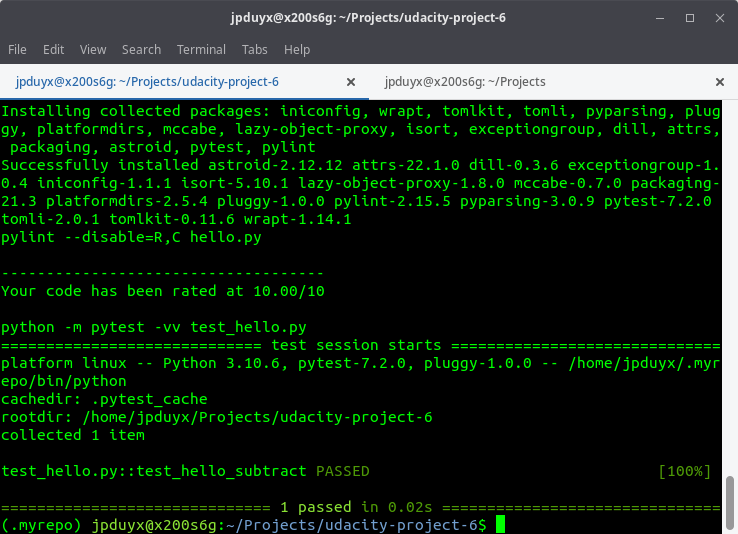 jpduyx@x200s6g: ~/Projects/udacity-project-6
File Edit View Search Terminal Tabs Help
jpduyx@x200s6g: ~/Projects/udacity-project-6 × jpduyx@x200s6g: ~/Projects ×
Installing collected packages: iniconfig, wrapt, tomlkit, tomli, pyparsing, plug
gy, platformdirs, mccabe, lazy-object-proxy, isort, exceptiongroup, dill, attrs,
 packaging, astroid, pytest, pylint
Successfully installed astroid-2.12.12 attrs-22.1.0 dill-0.3.6 exceptiongroup-1.
0.4 iniconfig-1.1.1 isort-5.10.1 lazy-object-proxy-1.8.0 mccabe-0.7.0 packaging-
21.3 platformdirs-2.5.4 pluggy-1.0.0 pylint-2.15.5 pyparsing-3.0.9 pytest-7.2.0
tomli-2.0.1 tomlkit-0.11.6 wrapt-1.14.1
pylint --disable=R,C hello.py
------------------------------------
Your code has been rated at 10.00/10
python -m pytest -vv test_hello.py
============================= test session starts ==============================
platform linux -- Python 3.10.6, pytest-7.2.0, pluggy-1.0.0 -- /home/jpduyx/.myr
epo/bin/python
cachedir: .pytest_cache
rootdir: /home/jpduyx/Projects/udacity-project-6
collected 1 item
test_hello.py::test_hello_subtract PASSED [100%]
============================== 1 passed in 0.02s ===============================
(.myrepo) jpduyx@x200s6g:~/Projects/udacity-project-6$